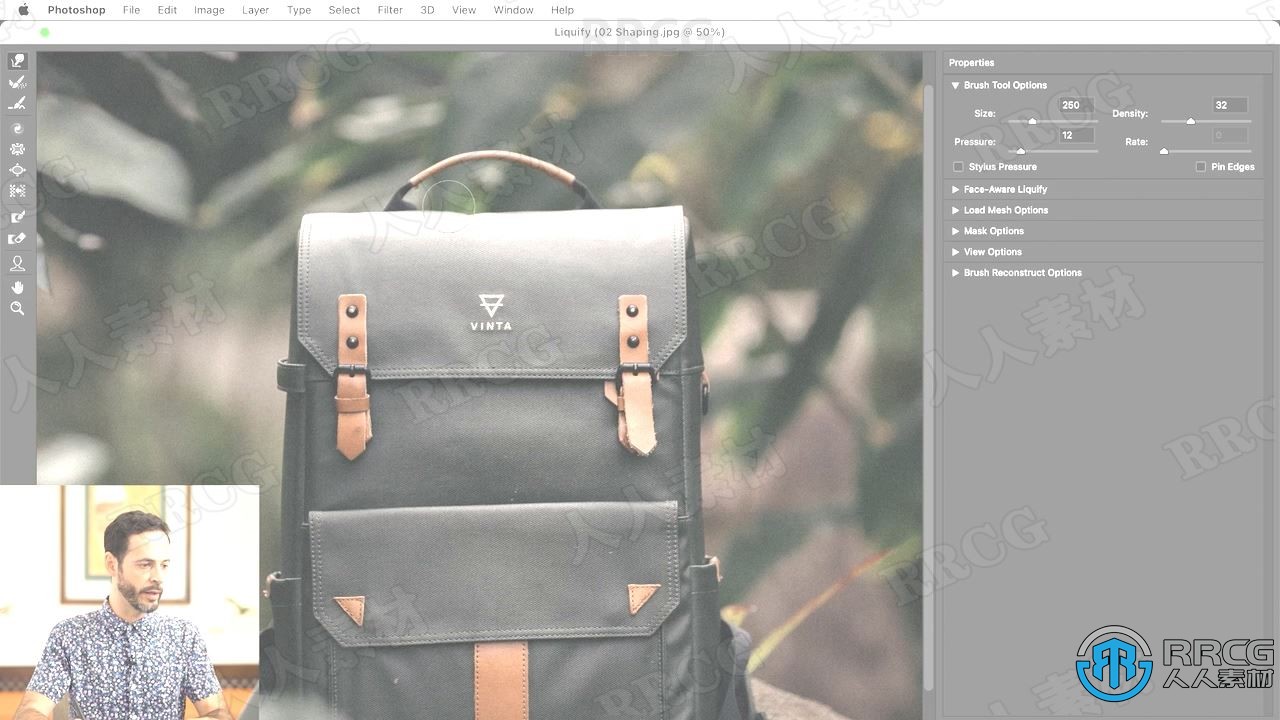 Photoshop File Edit Image Layer Type Select Filter 3D View Window Help
Liquify (02 Shaping.jpg @ 50%)
Properties
Brush Tool Options
Size: 250 Density: 32
Pressure: 12 Rate: 0
Stylus Pressure Pin Edges
Face-Aware Liquify
Load Mesh Options
Mask Options
View Options
Brush Reconstruct Options
VINTA
RRCG
人人素材